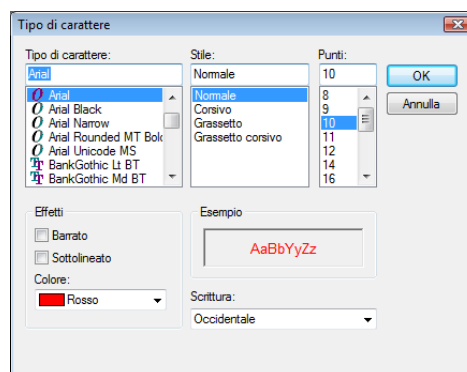 Tipo di carattere
Tipo di carattere: Stile: Punti:
Arial Normale 10 OK
Arial Normale 8 Annulla
Arial Black Corsivo 9
Arial Narrow Grassetto 10
Arial Rounded MT Bold Grassetto corsivo 11
Arial Unicode MS 12
BankGothic Lt BT 14
BankGothic Md BT 16
Effetti Esempio
Barrato
Sottolineato
AaBbYyZz
Colore:
Rosso
Scrittura:
Occidentale